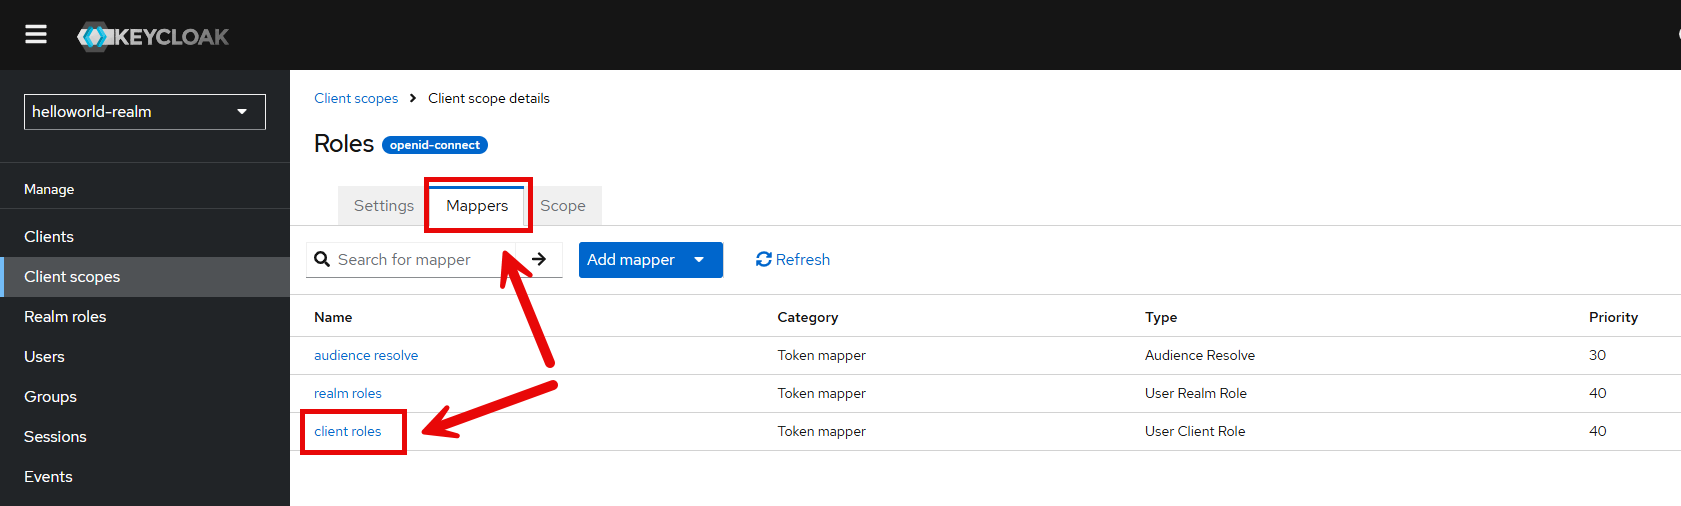 KEYCLOAK
helloworld-realm
Manage
Clients
Client scopes
Realm roles
Users
Groups
Sessions
Events
Client scopes Client scope details
Roles openid-connect
Settings Mappers Scope
Search for mapper Add mapper Refresh
Name Category Type Priority
audience resolve Token mapper Audience Resolve 30
realm roles Token mapper User Realm Role 40
client roles Token mapper User Client Role 40